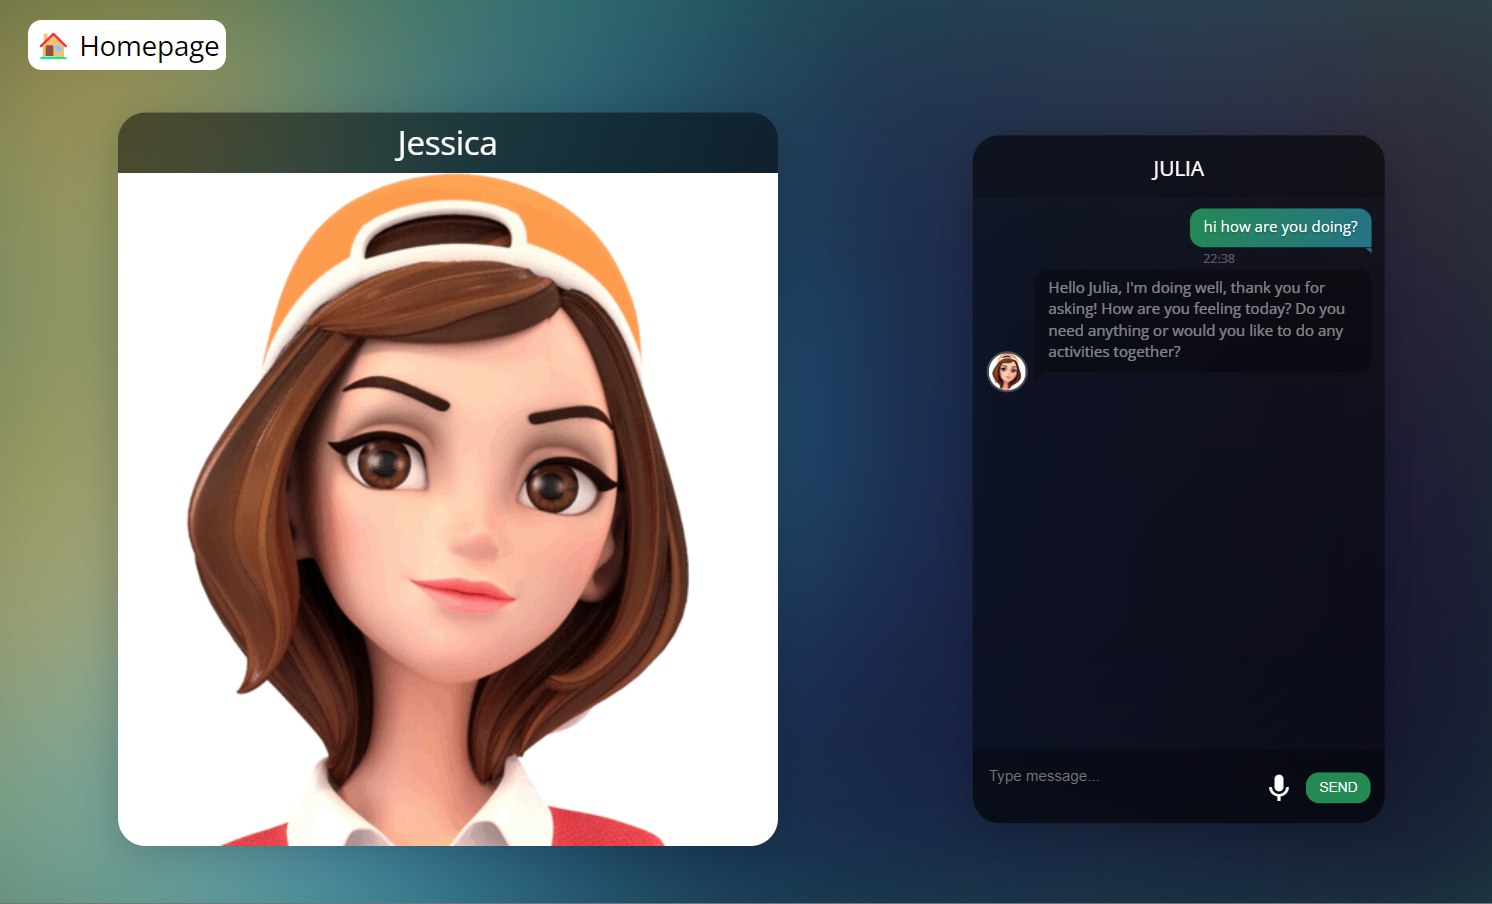 Homepage
Jessica
JULIA
hi how are you doing?
22:38
Hello Julia, I'm doing well, thank you for
asking! How are you feeling today? Do you
need anything or would you like to do any
activities together?
Type message...
SEND